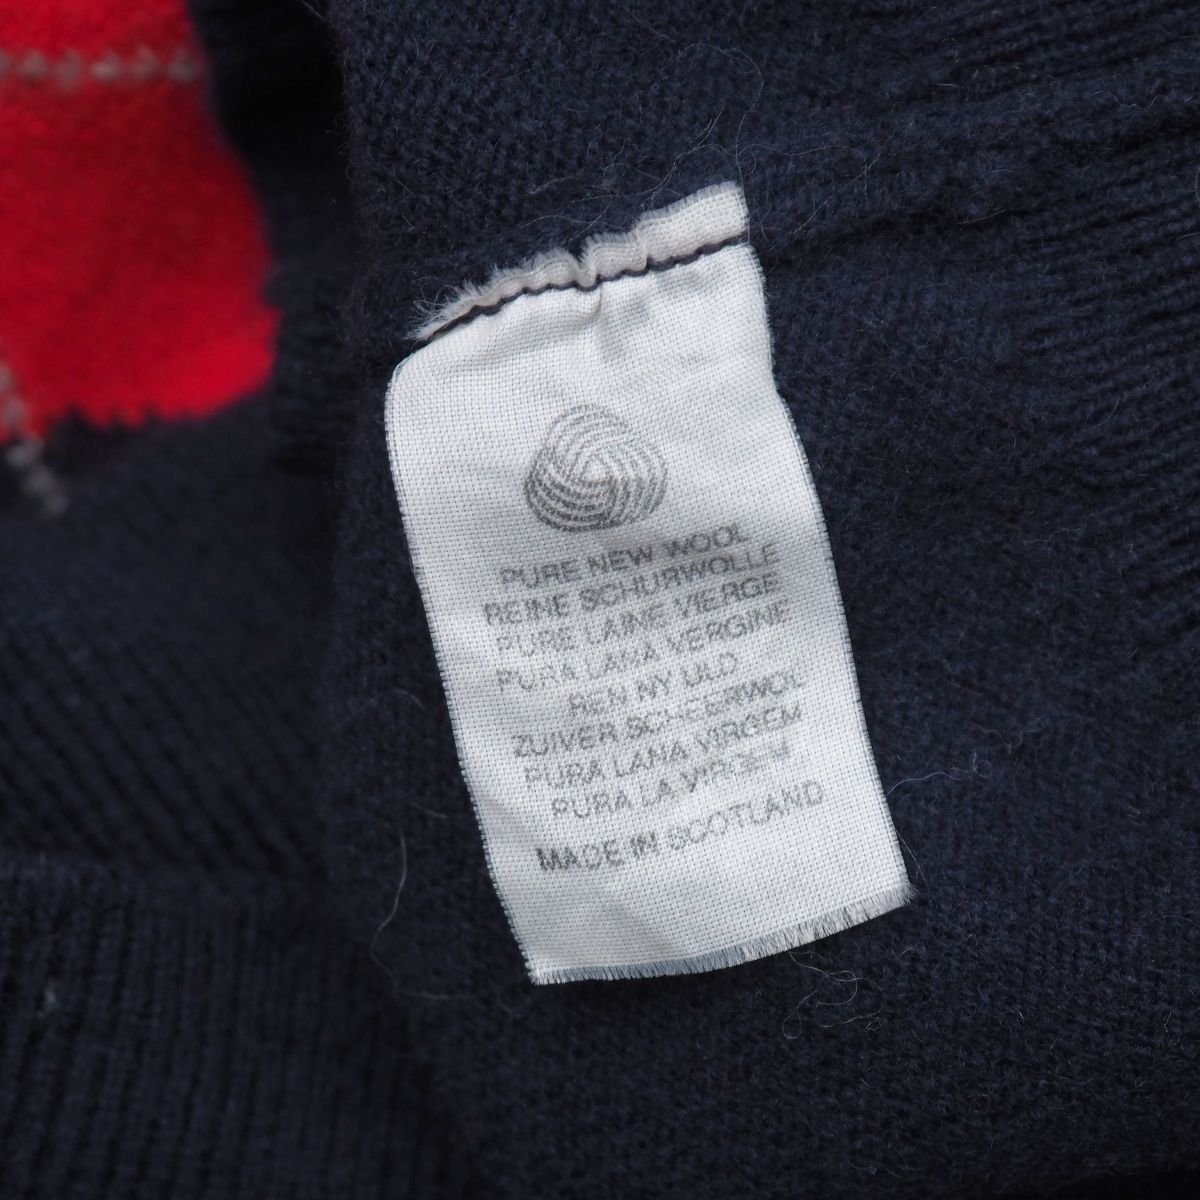 PURE NEW WOOL
REINE SCHURWOLLE
PURE LAINE VIERGE
PURA LANA VERGINE
REN NY ULD
ZUIVER SCHEERWOL
PURA LANA VIRGEM
PURA LA VIRGEM
MADE IN SCOTLAND